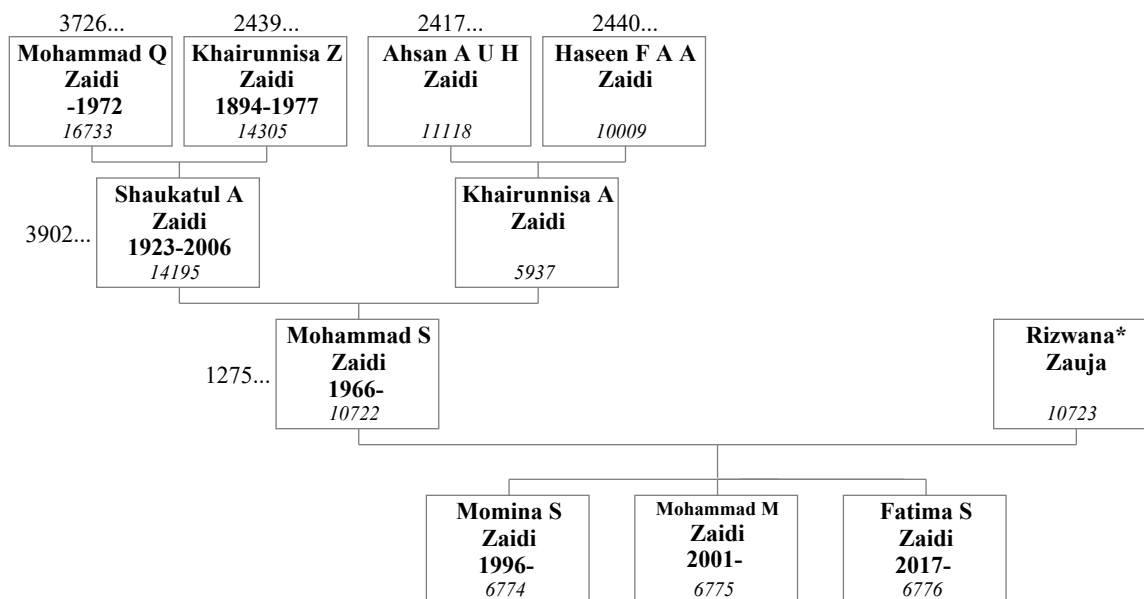 3726...
2439...
2417...
2440...
Mohammad Q
Zaidi
-1972
16733
Khairunnisa Z
Zaidi
1894-1977
14305
Ahsan A U H
Zaidi
11118
Haseen F A A
Zaidi
10009
3902...
Shaukatul A
Zaidi
1923-2006
14195
Khairunnisa A
Zaidi
5937
1275...
Mohammad S
Zaidi
1966-
10722
Rizwana*
Zauja
10723
Momina S
Zaidi
1996-
6774
Mohammad M
Zaidi
2001-
6775
Fatima S
Zaidi
2017-
6776